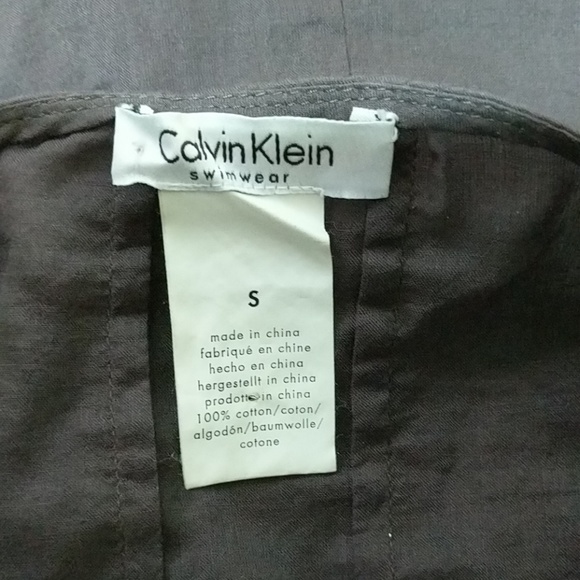 Calvin Klein
swimwear
S
made in china
fabriqué en chine
hecho en china
hergestellt in china
prodotto in china
100% cotton/coton/
algodón/baumwolle/
cotone